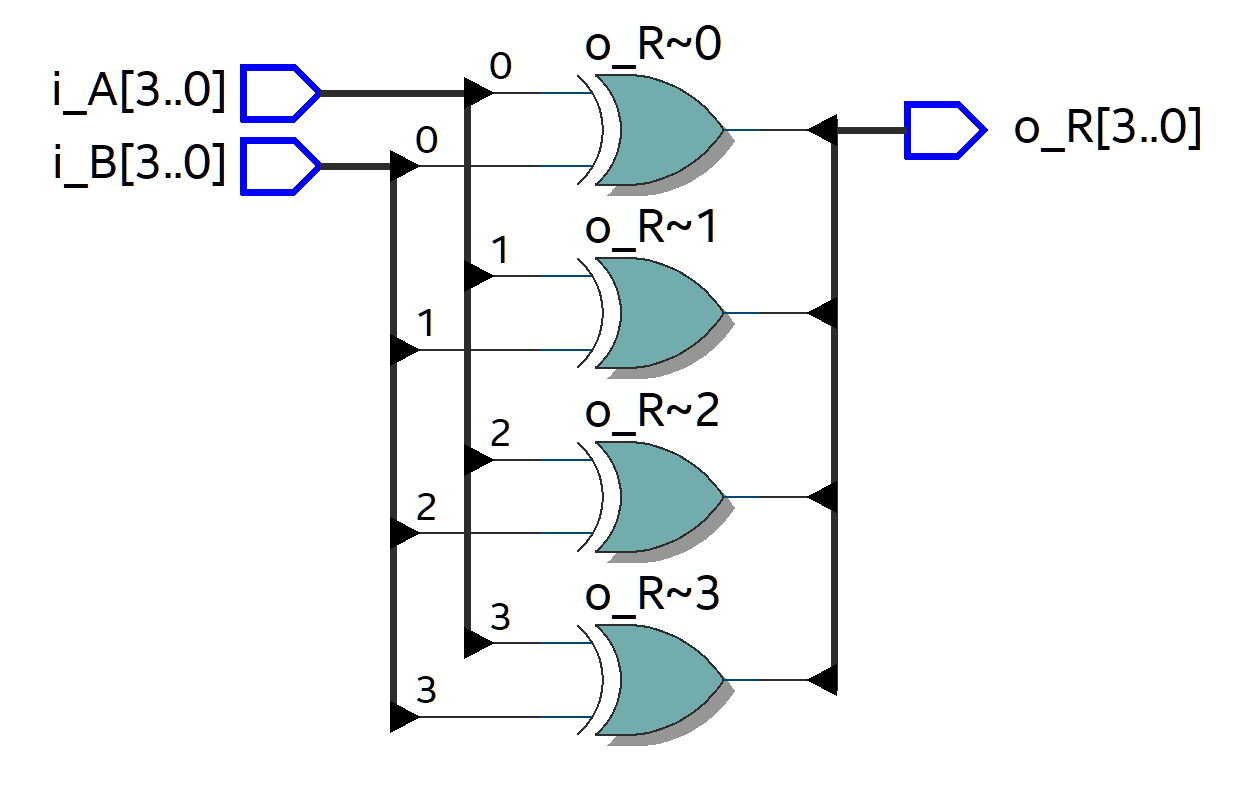 o_R~0
i_A[3..0]
0
o_R[3..0]
i_B[3..0]
0
o_R~1
1
1
o_R~2
2
2
o_R~3
3
3